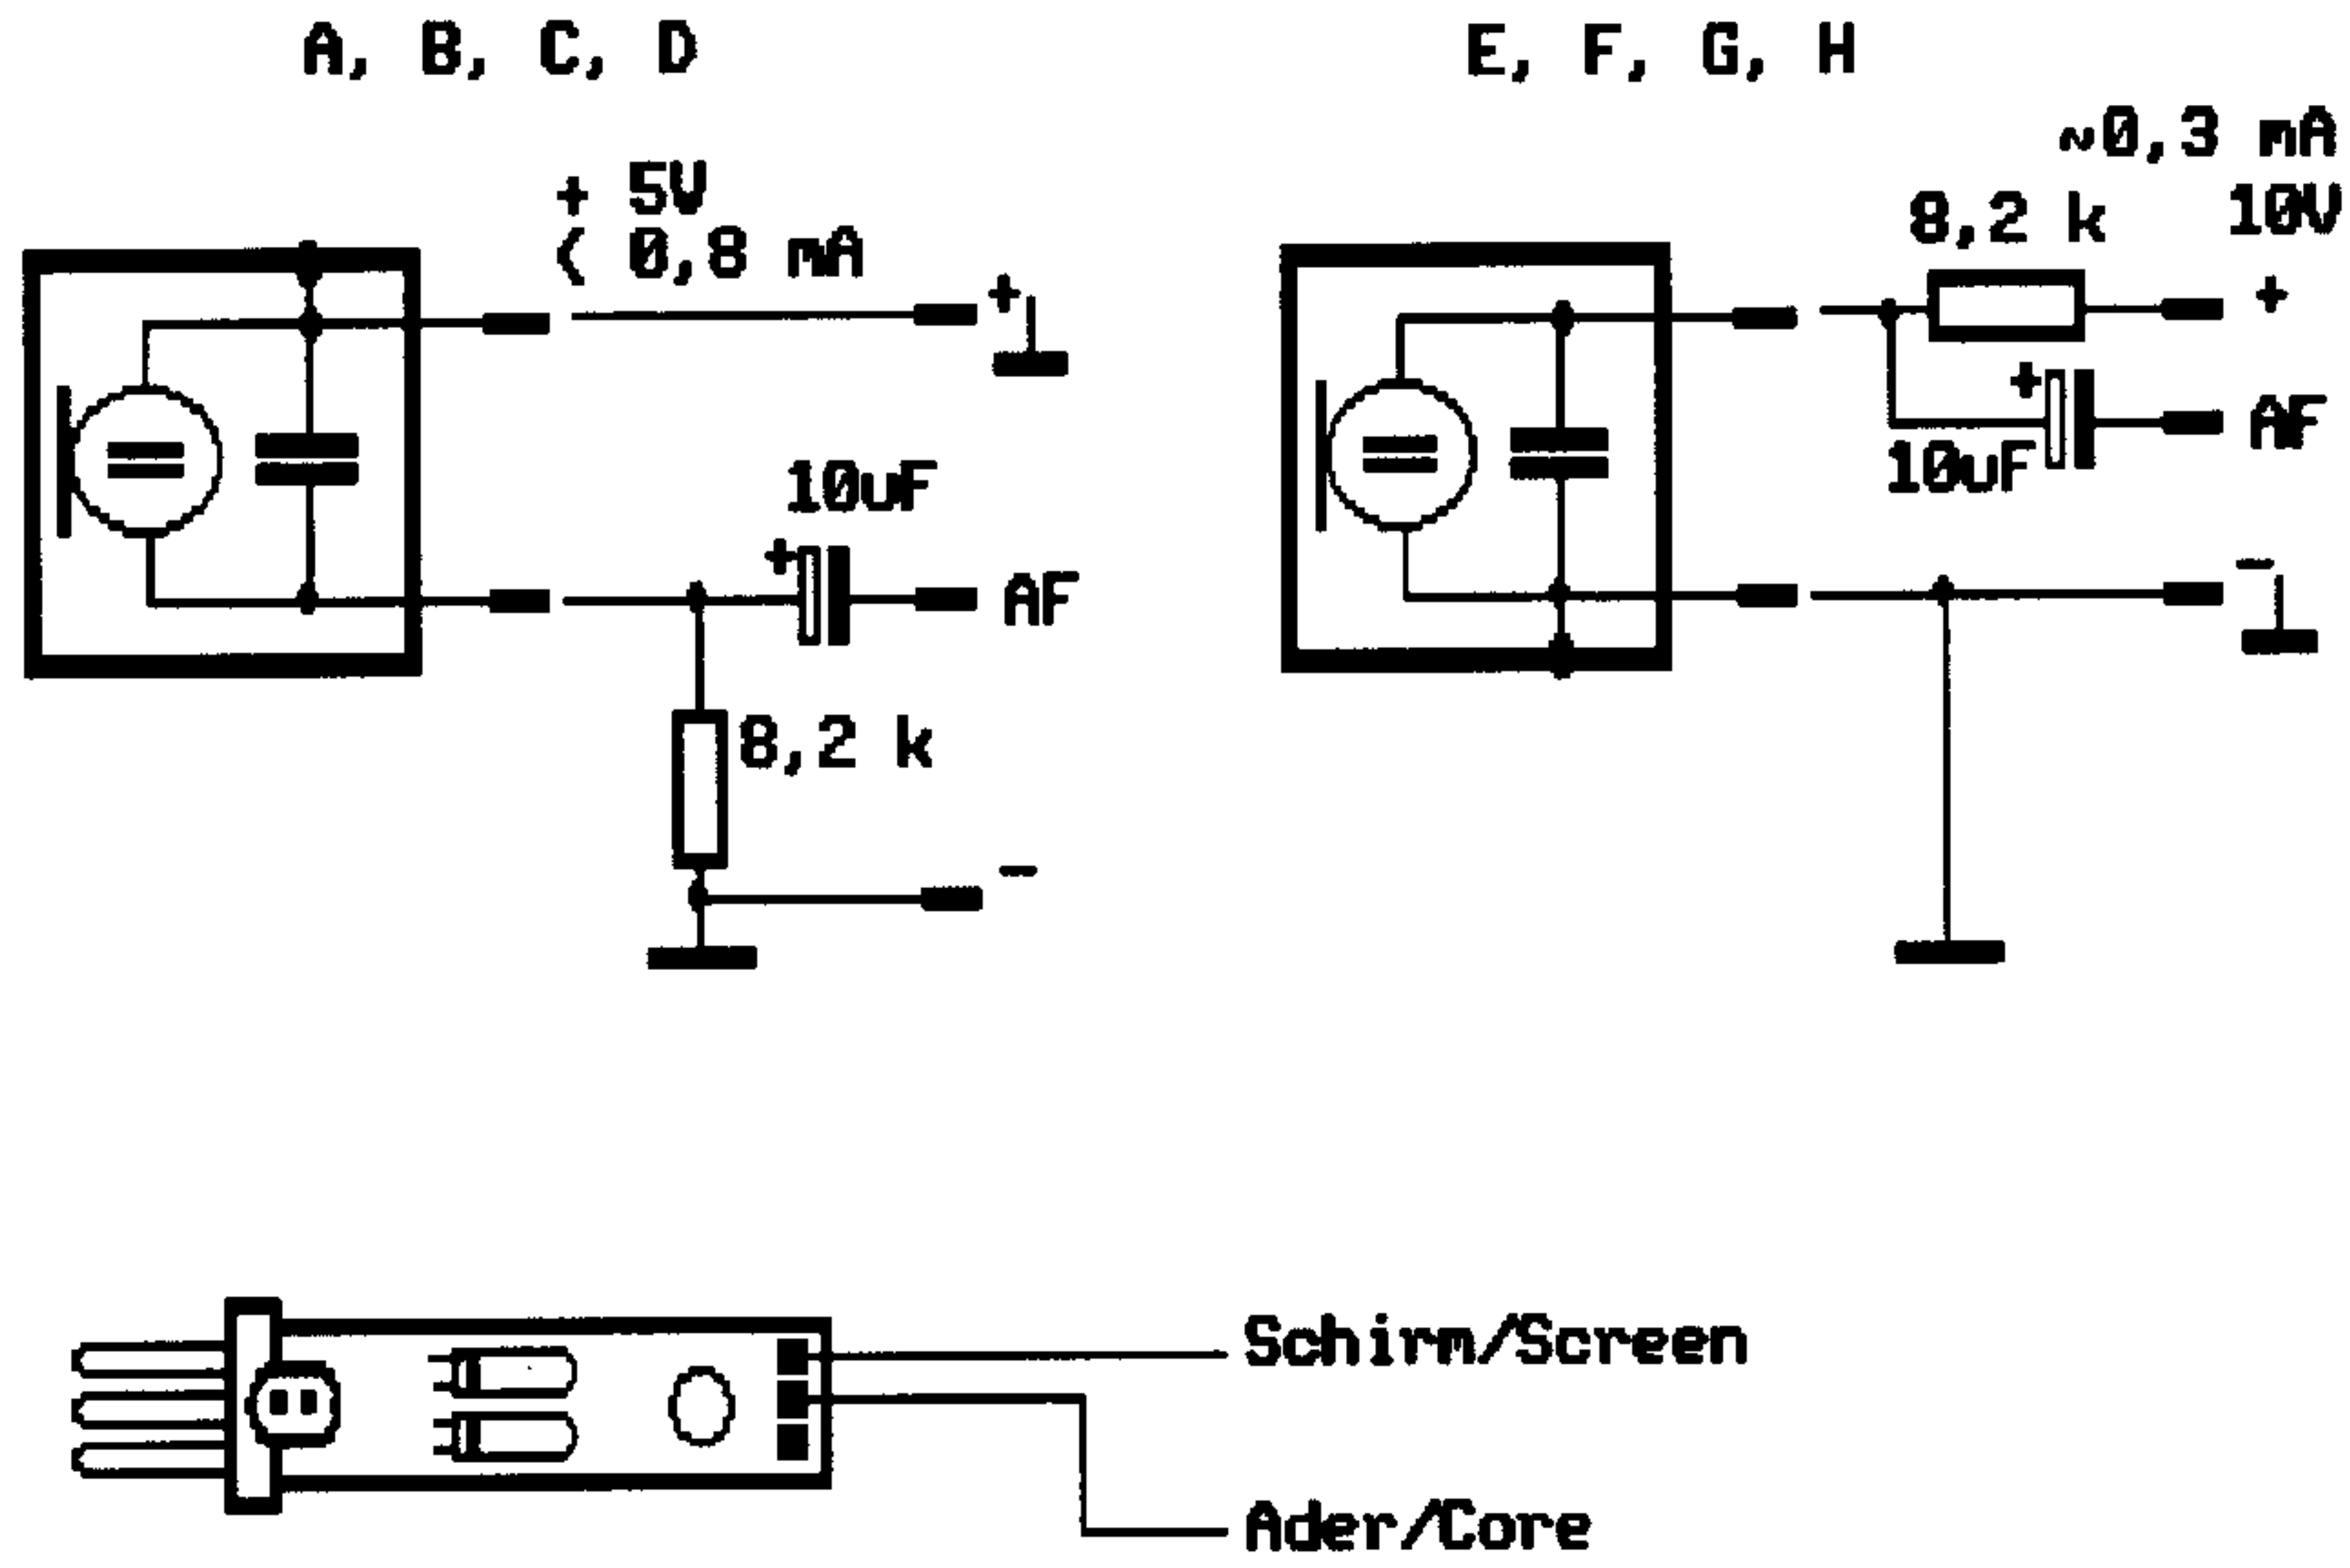 A, B, C, D
+ 5V
( 0,8 mA
+
10uF
+
AF
8,2 k
-
E, F, G, H
~0,3 mA
8,2 k 10V
+
+
AF
10uF
-
Schirm/Screen
Ader/Core